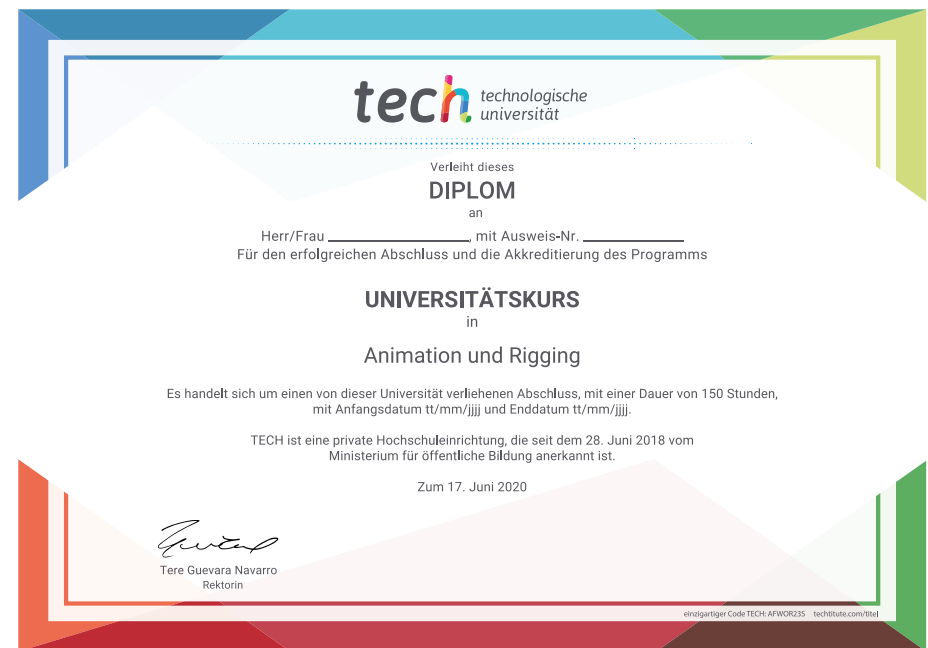 tech technologische
universität
Verleiht dieses
DIPLOM
an
Herr/Frau ____________, mit Ausweis-Nr. ____________
Für den erfolgreichen Abschluss und die Akkreditierung des Programms
UNIVERSITÄTSKURS
in
Animation und Rigging
Es handelt sich um einen von dieser Universität verliehenen Abschluss, mit einer Dauer von 150 Stunden,
mit Anfangsdatum tt/mm/jjjj und Enddatum tt/mm/jjjj.
TECH ist eine private Hochschuleinrichtung, die seit dem 28. Juni 2018 vom
Ministerium für öffentliche Bildung anerkannt ist.
Zum 17. Juni 2020
Tere Guevara Navarro
Rektorin
einzigartiger Code TECH: AFWOR23S techtitute.com/titel